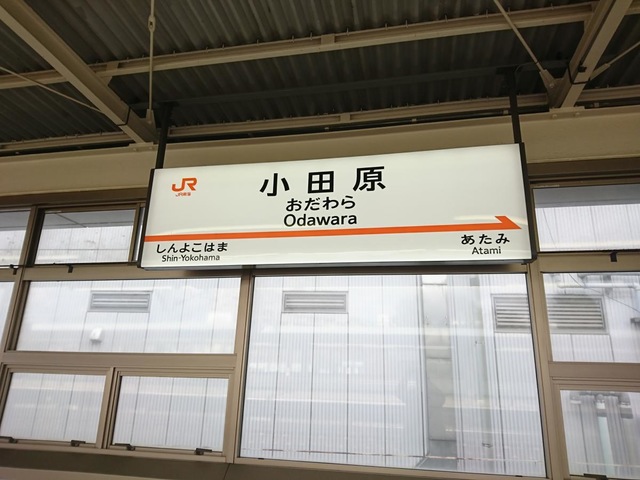 JR
JR東海
小田原
おだわら
Odawara
しんよこはま
Shin-Yokohama
あたみ
Atami